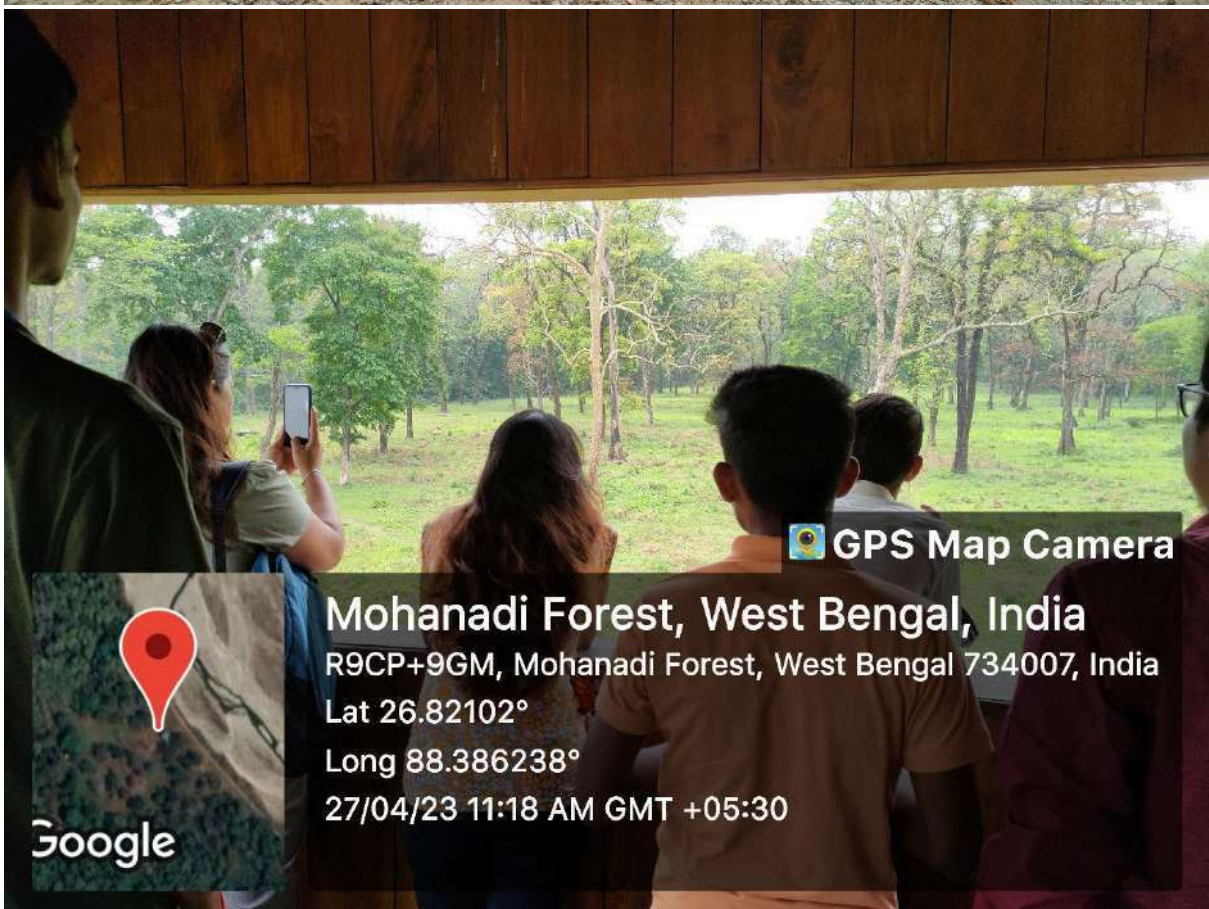 GPS Map Camera
Mohanadi Forest, West Bengal, India
R9CP+9GM, Mohanadi Forest, West Bengal 734007, India
Lat 26.82102°
Long 88.386238°
27/04/23 11:18 AM GMT +05:30
Google